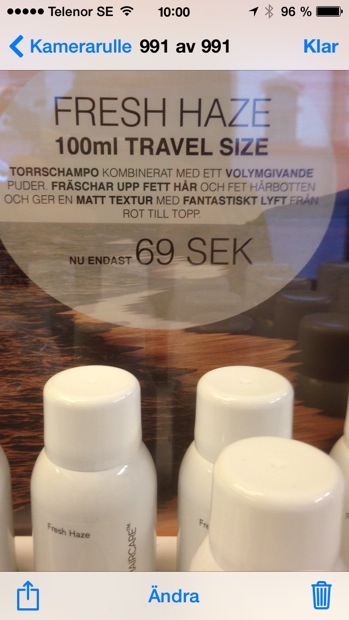 Telenor SE 10:00 96 %
Kamerarulle 991 av 991 Klar
FRESH HAZE
100ml TRAVEL SIZE
TORRSCHAMPO KOMBINERAT MED ETT VOLYMGIVANDE
PUDER. FRÄSCHAR UPP FETT HÅR OCH FET HÅRBOTTEN
OCH GER EN MATT TEXTUR MED FANTASTISKT LYFT FRÅN
ROT TILL TOPP.
NU ENDAST 69 SEK
Fresh Haze
HAIRCARE™
Fre
Ändra